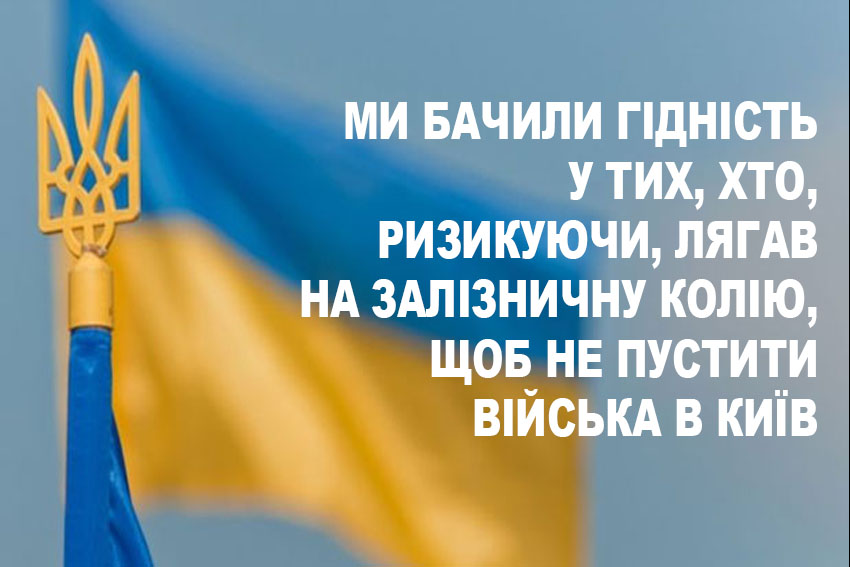 МИ БАЧИЛИ ГІДНІСТЬ
У ТИХ, ХТО,
РИЗИКУЮЧИ, ЛЯГАВ
НА ЗАЛІЗНИЧНУ КОЛІЮ,
ЩОБ НЕ ПУСТИТИ
ВІЙСЬКА В КИЇВ